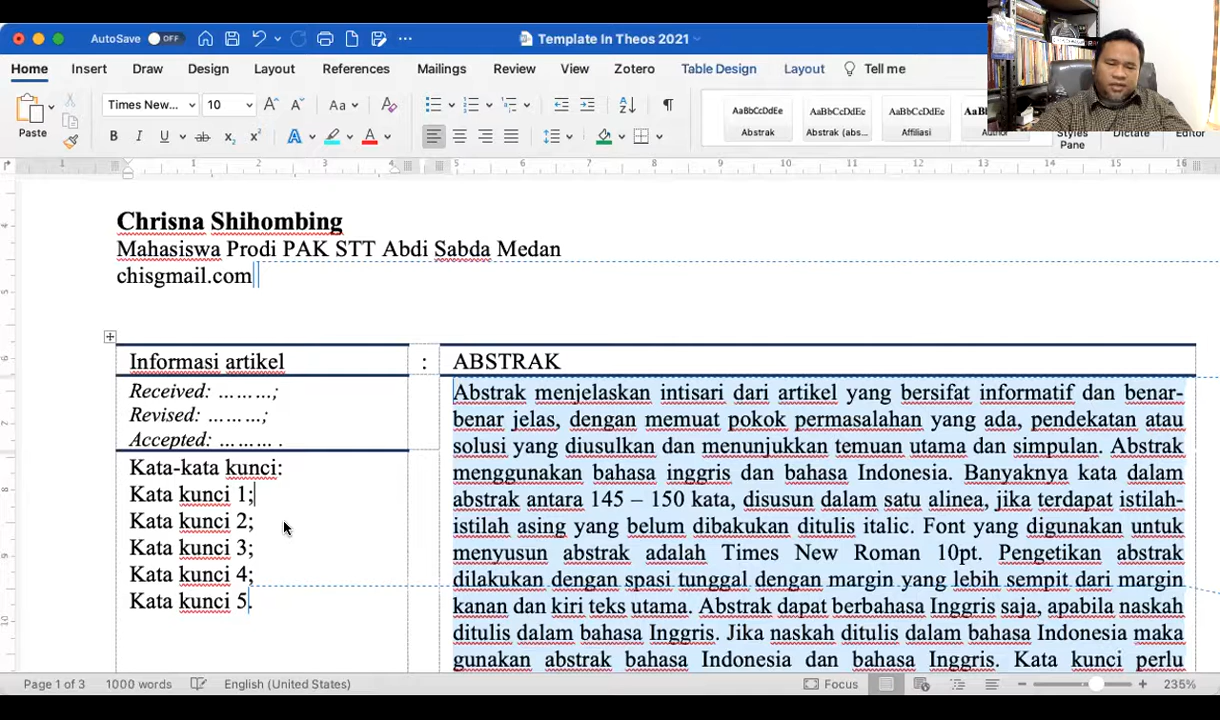 AutoSave OFF
Template In Theos 2021
Home Insert Draw Design Layout References Mailings Review View Zotero Table Design Layout Tell me
Paste
Times New... 10
AaBbCcDdEe AaBbCcDdEe AaBbCcDdEe
Abstrak Abstrak (abs... Affiliasi
Styles Pane
Dictate
Editor
Chrisna Shihombing
Mahasiswa Prodi PAK STT Abdi Sabda Medan
chisgmail.com
Informasi artikel : ABSTRAK
Received: ………;
Revised: ………;
Accepted: ……… .
Kata-kata kunci:
Kata kunci 1;
Kata kunci 2;
Kata kunci 3;
Kata kunci 4;
Kata kunci 5.
Abstrak menjelaskan intisari dari artikel yang bersifat informatif dan benar-
benar jelas, dengan memuat pokok permasalahan yang ada, pendekatan atau
solusi yang diusulkan dan menunjukkan temuan utama dan simpulan. Abstrak
menggunakan bahasa inggris dan bahasa Indonesia. Banyaknya kata dalam
abstrak antara 145 – 150 kata, disusun dalam satu alinea, jika terdapat istilah-
istilah asing yang belum dibakukan ditulis italic. Font yang digunakan untuk
menyusun abstrak adalah Times New Roman 10pt. Pengetikan abstrak
dilakukan dengan spasi tunggal dengan margin yang lebih sempit dari margin
kanan dan kiri teks utama. Abstrak dapat berbahasa Inggris saja, apabila naskah
ditulis dalam bahasa Inggris. Jika naskah ditulis dalam bahasa Indonesia maka
gunakan abstrak bahasa Indonesia dan bahasa Inggris. Kata kunci perlu
Page 1 of 3 1000 words English (United States) Focus 235%